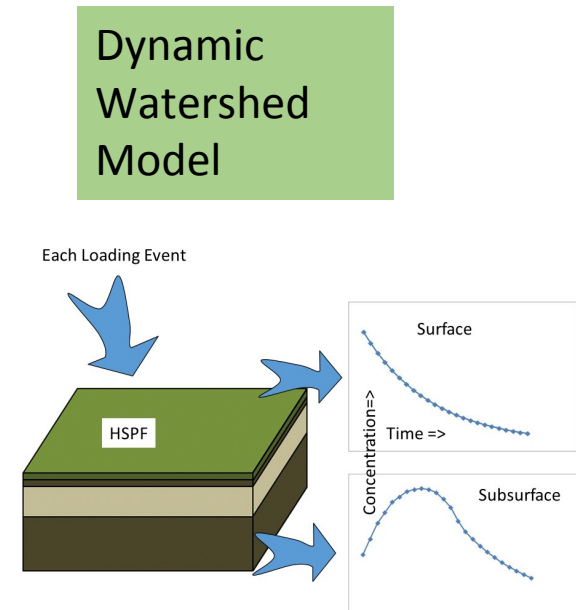 Dynamic
Watershed
Model
Each Loading Event
HSPF
Surface
Concentration=>
Time =>
Subsurface